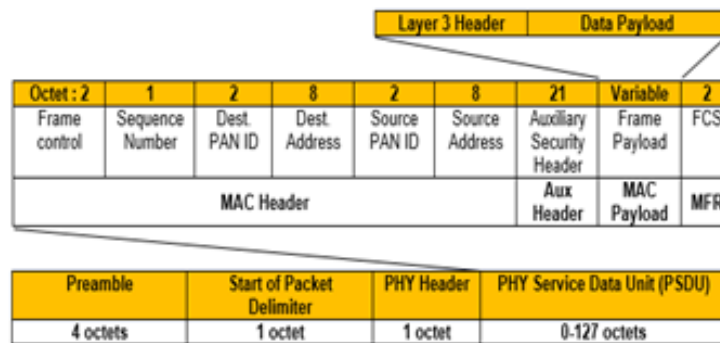 Layer 3 Header Data Payload
Octet : 2 1 2 8 2 8 21 Variable 2
Frame control Sequence Number Dest. PAN ID Dest. Address Source PAN ID Source Address Auxiliary Security Header Frame Payload FCS
MAC Header Aux Header MAC Payload MFR
Preamble Start of Packet Delimiter PHY Header PHY Service Data Unit (PSDU)
4 octets 1 octet 1 octet 0-127 octets